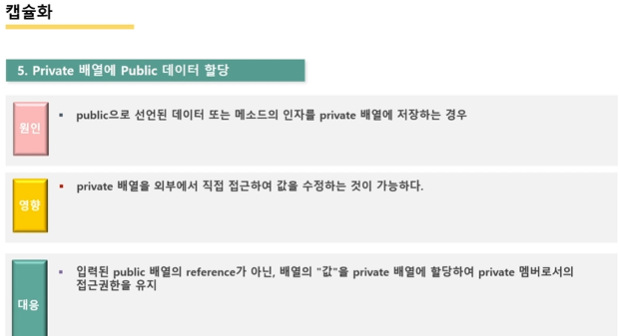 캡슐화
5. Private 배열에 Public 데이터 할당
원인
▪ public으로 선언된 데이터 또는 메소드의 인자를 private 배열에 저장하는 경우
영향
▪ private 배열을 외부에서 직접 접근하여 값을 수정하는 것이 가능하다.
대응
▪ 입력된 public 배열의 reference가 아닌, 배열의 "값"을 private 배열에 할당하여 private 멤버로서의
접근권한을 유지